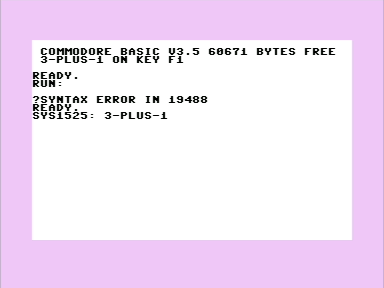 COMMODORE BASIC V3.5 60671 BYTES FREE
3-PLUS-1 ON KEY F1
READY.
RUN:
?SYNTAX ERROR IN 19488
READY.
SYS1525: 3-PLUS-1